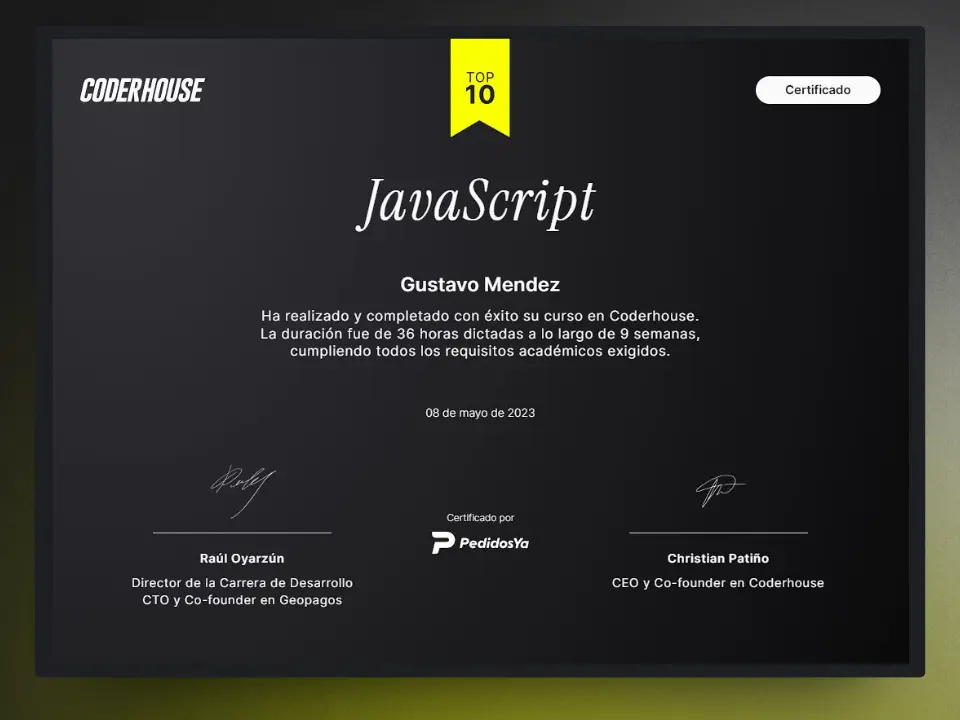 CODERHOUSE
TOP
10
Certificado
JavaScript
Gustavo Mendez
Ha realizado y completado con éxito su curso en Coderhouse.
La duración fue de 36 horas dictadas a lo largo de 9 semanas,
cumpliendo todos los requisitos académicos exigidos.
08 de mayo de 2023
Certificado por
PedidosYa
Raúl Oyarzún
Director de la Carrera de Desarrollo
CTO y Co-founder en Geopagos
Christian Patiño
CEO y Co-founder en Coderhouse